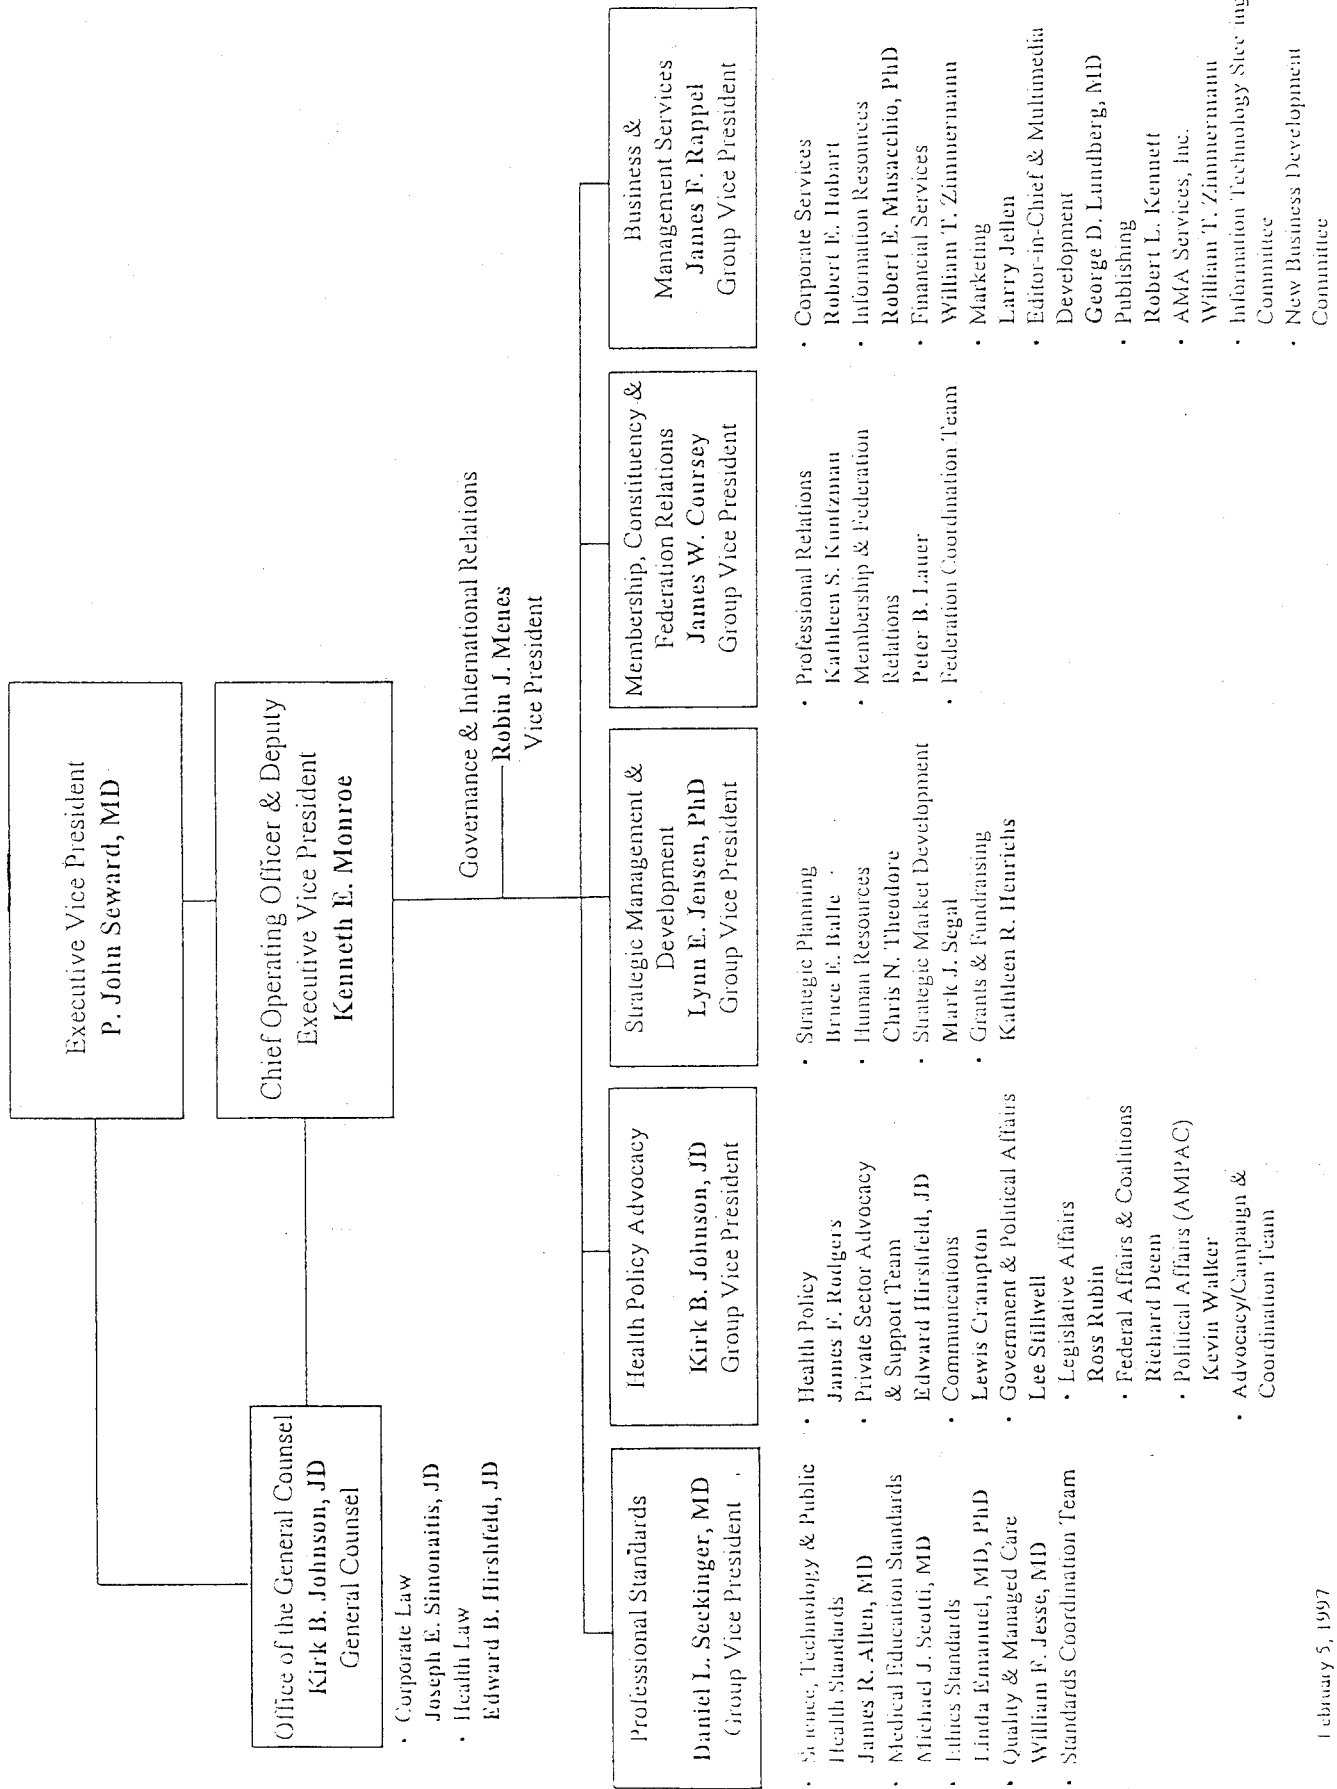 Executive Vice President
P. John Seward, MD
Chief Operating Officer & Deputy
Executive Vice President
Kenneth E. Monroe
Office of the General Counsel
Kirk B. Johnson, JD
General Counsel
· Corporate Law
Joseph E. Simonaitis, JD
· Health Law
Edward B. Hirshfeld, JD
Governance & International Relations
Robin J. Menes
Vice President
Professional Standards
Daniel L. Seckinger, MD
Group Vice President
· Science, Technology & Public
Health Standards
James R. Allen, MD
· Medical Education Standards
Michael J. Scotti, MD
· Ethics Standards
Linda Emanuel, MD, PhD
· Quality & Managed Care
William F. Jesse, MD
· Standards Coordination Team
Health Policy Advocacy
Kirk B. Johnson, JD
Group Vice President
· Health Policy
James F. Rodgers
· Private Sector Advocacy
& Support Team
Edward Hirshfeld, JD
· Communications
Lewis Crampton
· Government & Political Affairs
Lee Stillwell
· Legislative Affairs
Ross Rubin
· Federal Affairs & Coalitions
Richard Deem
· Political Affairs (AMPAC)
Kevin Walker
· Advocacy/Campaign &
Coordination Team
Strategic Management &
Development
Lynn E. Jensen, PhD
Group Vice President
· Strategic Planning
Bruce E. Balfe
· Human Resources
Chris N. Theodore
· Strategic Market Development
Mark J. Segal
· Grants & Fundraising
Kathleen R. Henrichs
Membership, Constituency &
Federation Relations
James W. Coursey
Group Vice President
· Professional Relations
Kathleen S. Kuntzman
· Membership & Federation
Relations
Peter B. Lauer
· Federation Coordination Team
Business &
Management Services
James F. Rappel
Group Vice President
· Corporate Services
Robert E. Hobart
· Information Resources
Robert E. Musacchio, PhD
· Financial Services
William T. Zimmermann
· Marketing
Larry Jellen
· Editor-in-Chief & Multimedia
Development
George D. Lundberg, MD
· Publishing
Robert L. Kennett
· AMA Services, Inc.
William T. Zimmermann
· Information Technology Steering
Committee
· New Business Development
Committee
February 5, 1997